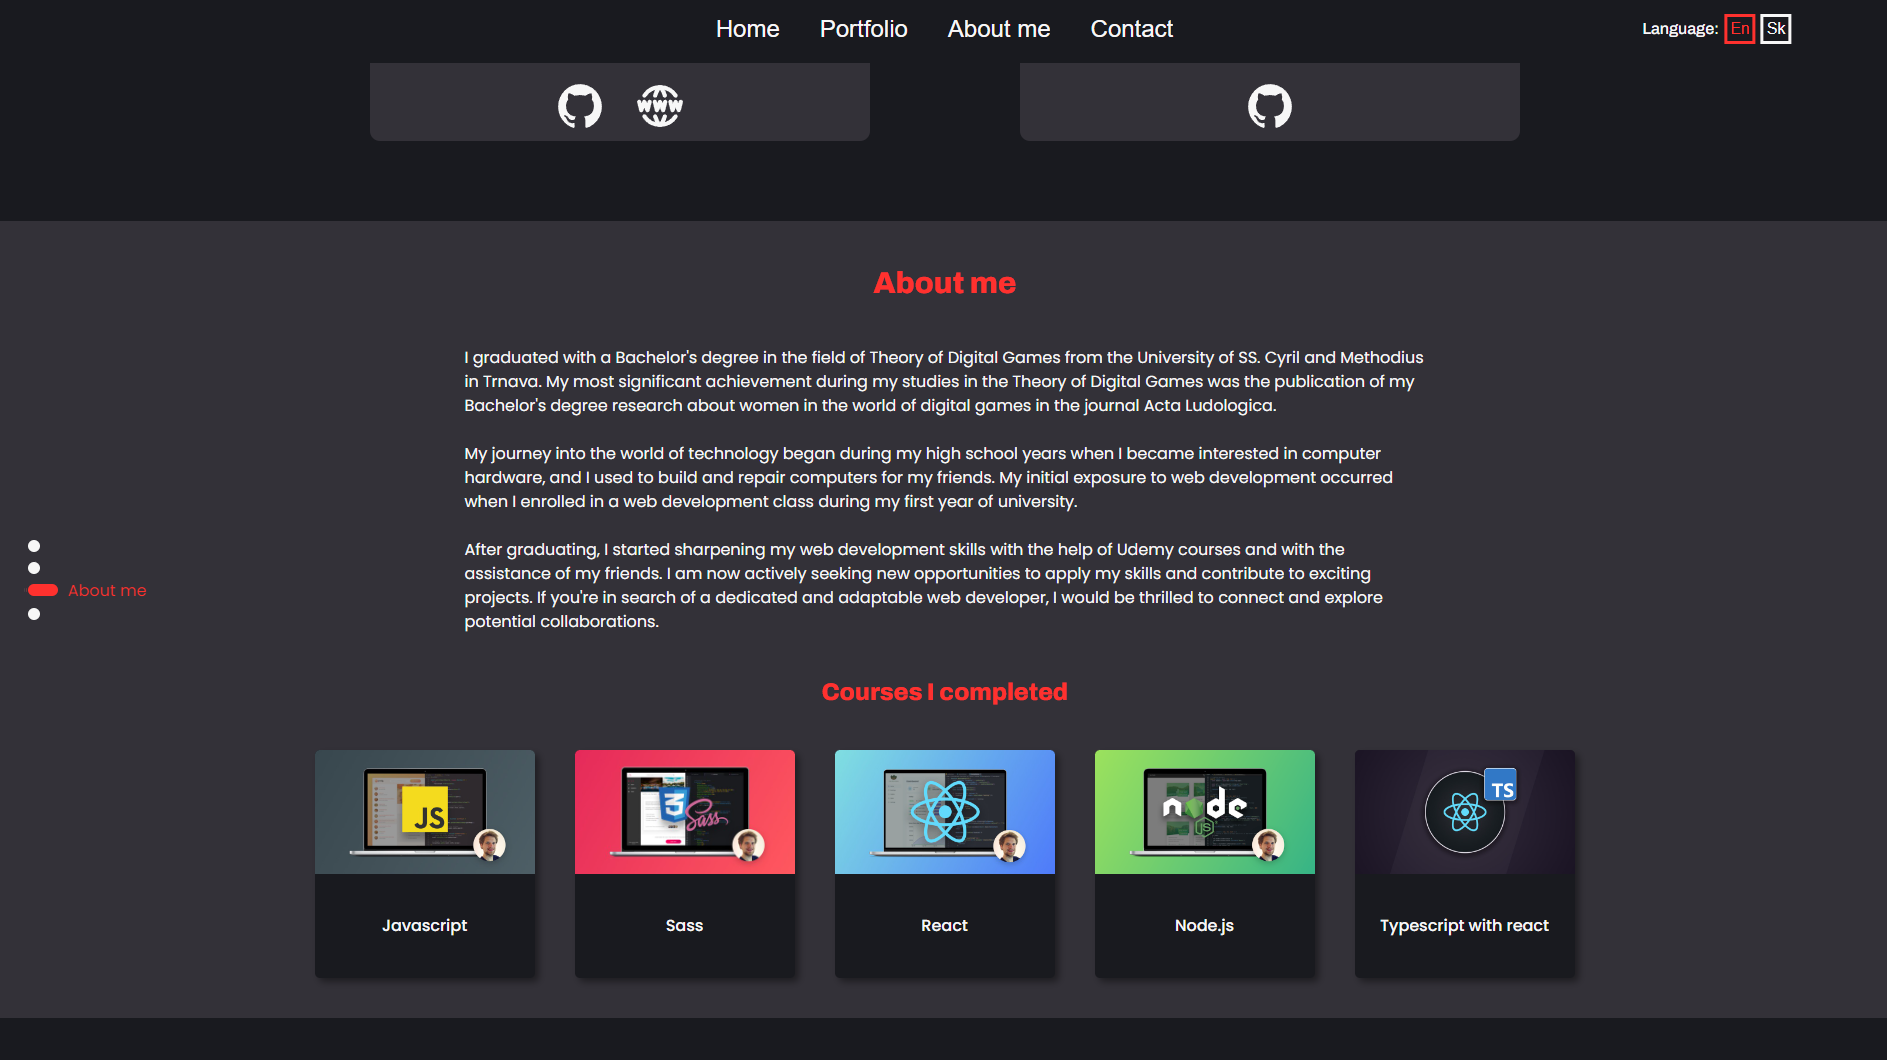 Home Portfolio About me Contact Language: En Sk
www
About me
I graduated with a Bachelor's degree in the field of Theory of Digital Games from the University of SS. Cyril and Methodius
in Trnava. My most significant achievement during my studies in the Theory of Digital Games was the publication of my
Bachelor's degree research about women in the world of digital games in the journal Acta Ludologica.
My journey into the world of technology began during my high school years when I became interested in computer
hardware, and I used to build and repair computers for my friends. My initial exposure to web development occurred
when I enrolled in a web development class during my first year of university.
After graduating, I started sharpening my web development skills with the help of Udemy courses and with the
assistance of my friends. I am now actively seeking new opportunities to apply my skills and contribute to exciting
projects. If you're in search of a dedicated and adaptable web developer, I would be thrilled to connect and explore
potential collaborations.
About me
Courses I completed
JS
3 Sass
node
JS
TS
Javascript
Sass
React
Node.js
Typescript with react